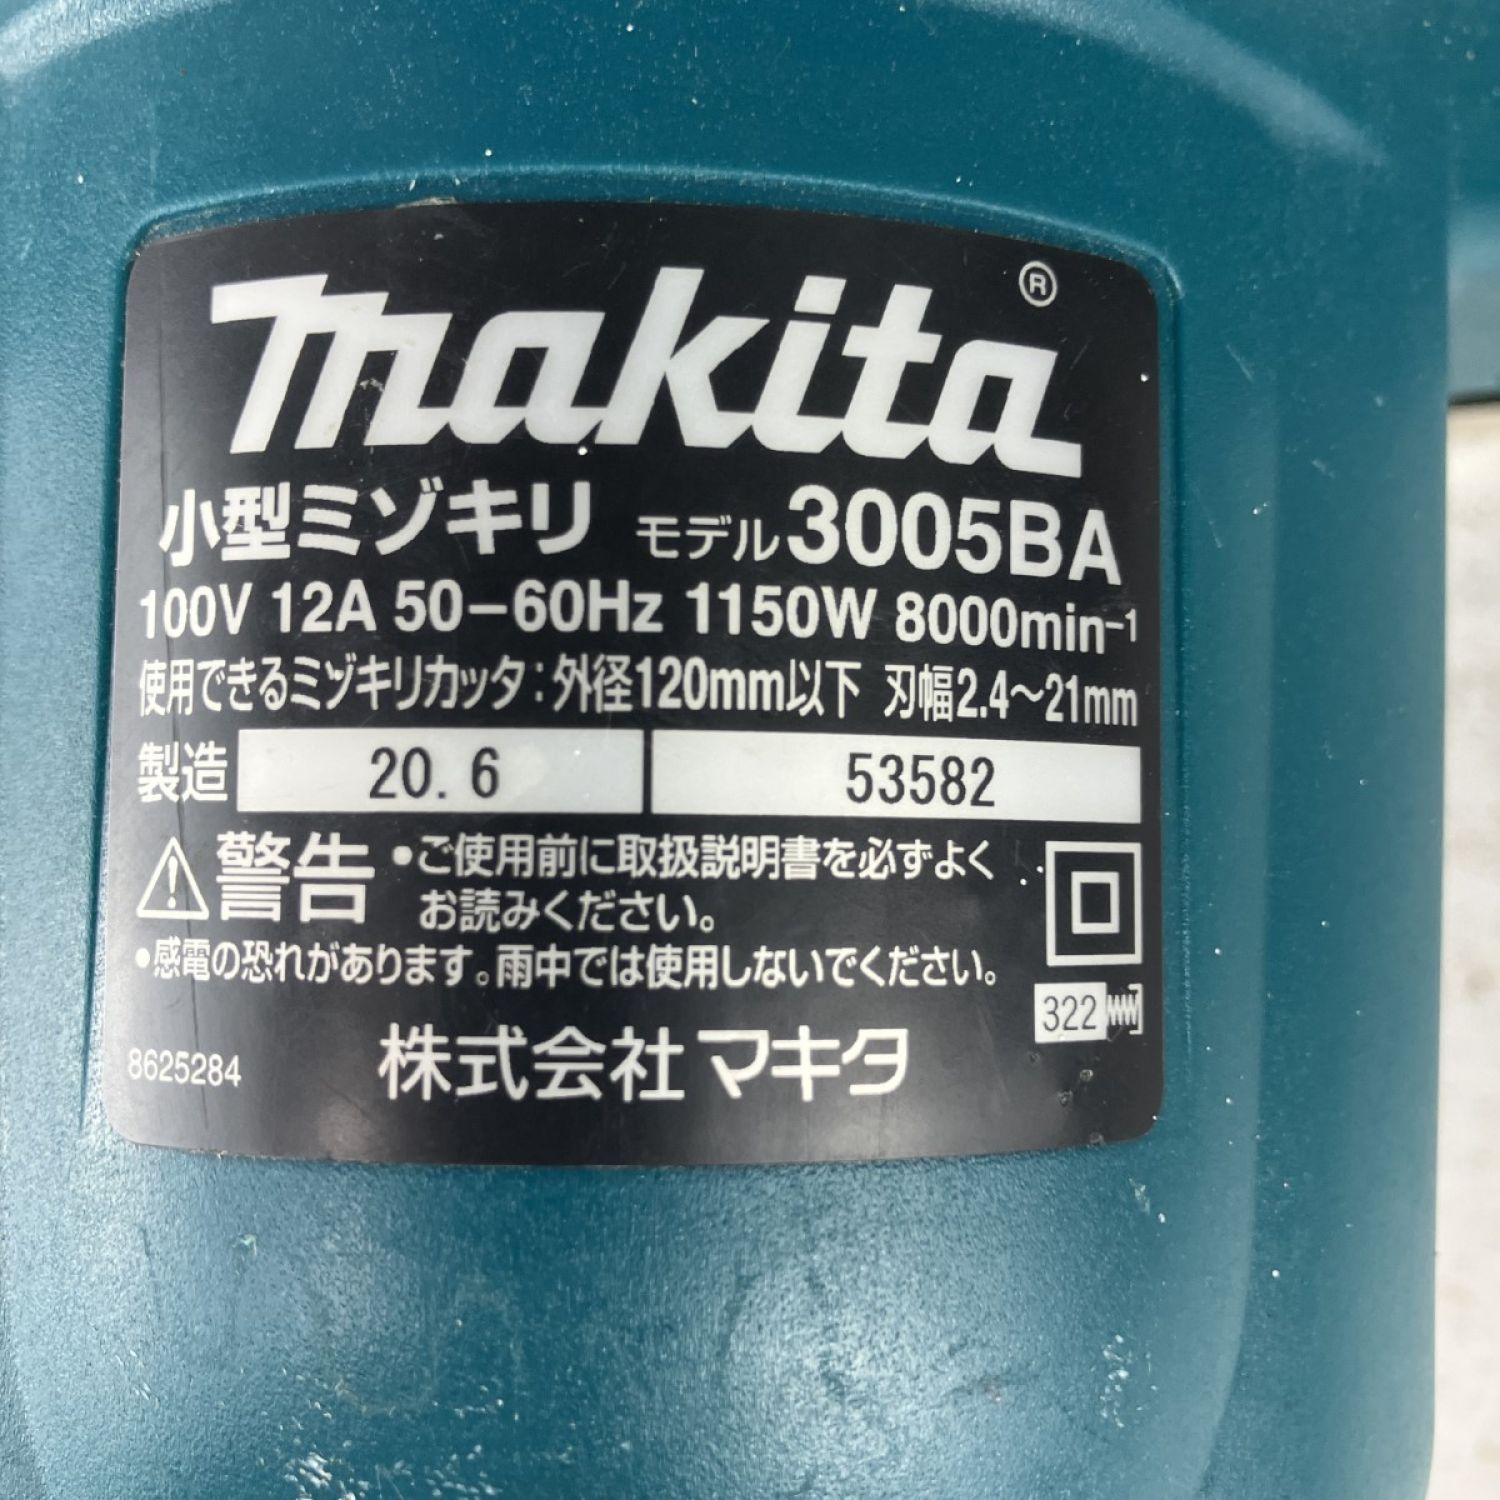 makita®
小型ミゾキリ モデル3005BA
100V 12A 50-60Hz 1150W 8000min⁻¹
使用できるミゾキリカッタ:外径120mm以下 刃幅2.4～21mm
製造 20. 6 53582
⚠警告 •ご使用前に取扱説明書を必ずよく
お読みください。
•感電の恐れがあります。雨中では使用しないでください。
322
8625284 株式会社マキタ